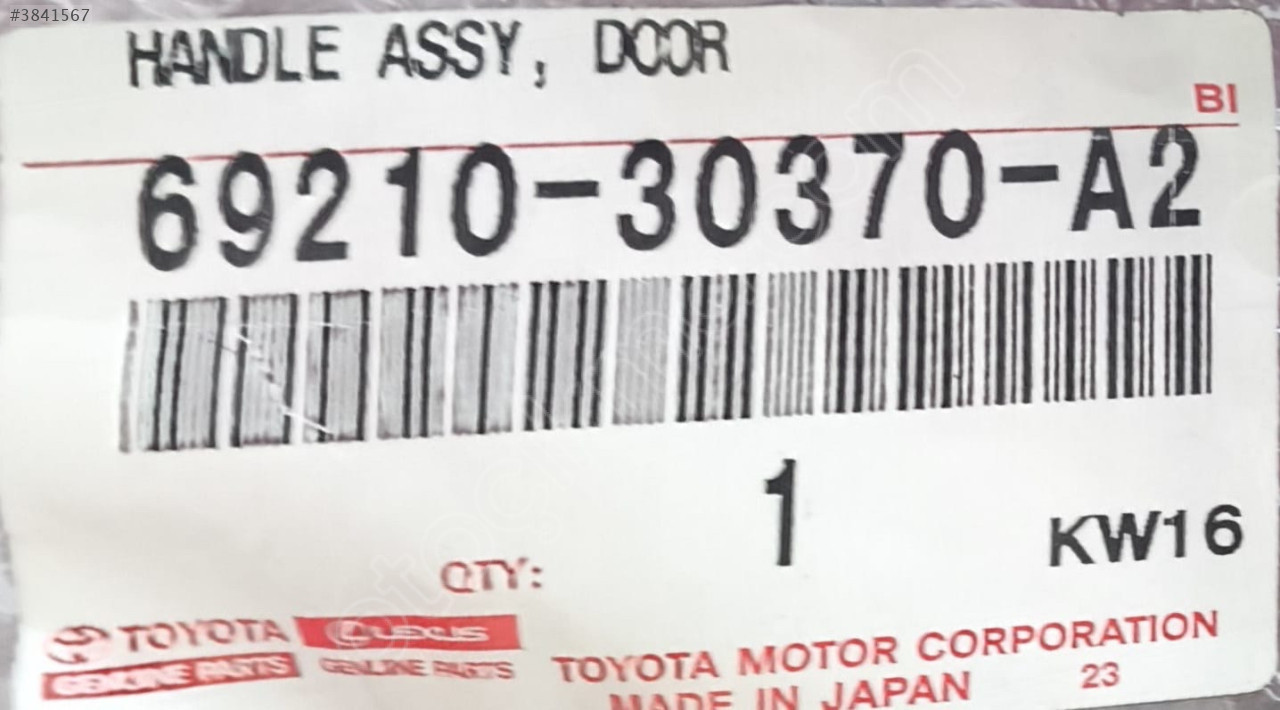 #3841567
HANDLE ASSY, DOOR
BI
69210-30370-A2
1
KW16
QTY:
TOYOTA LEXUS
GENUINE PARTS GENUINE PARTS
TOYOTA MOTOR CORPORATION
MADE IN JAPAN 23